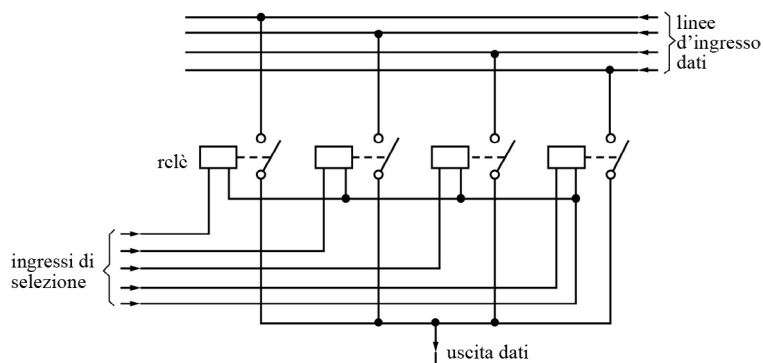 linee
d'ingresso
dati
relè
ingressi di
selezione
uscita dati